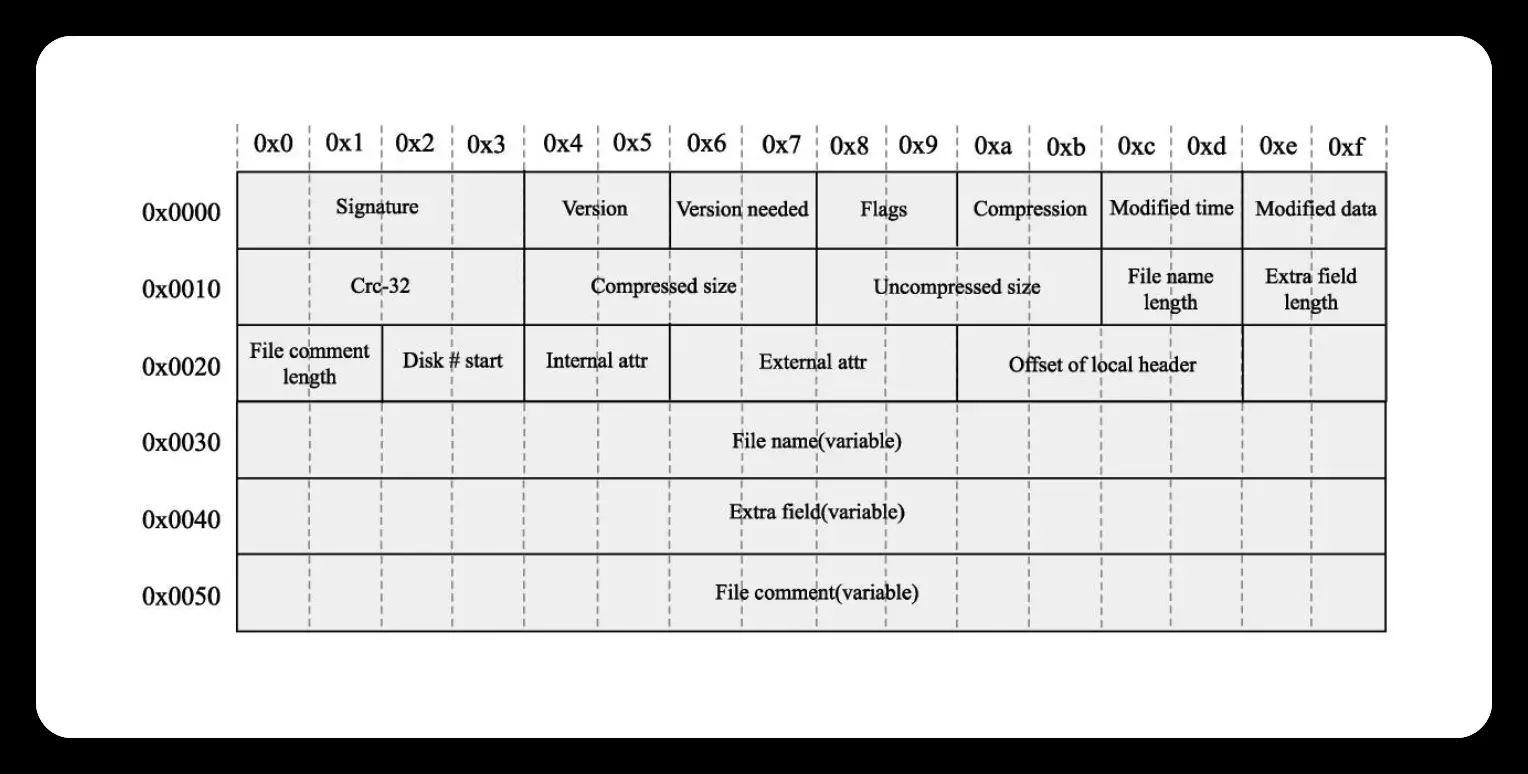 0x0 0x1 0x2 0x3 0x4 0x5 0x6 0x7 0x8 0x9 0xa 0xb 0xc 0xd 0xe 0xf
0x0000 Signature Version Version needed Flags Compression Modified time Modified data
0x0010 Crc-32 Compressed size Uncompressed size File name length Extra field length
0x0020 File comment length Disk # start Internal attr External attr Offset of local header
0x0030 File name(variable)
0x0040 Extra field(variable)
0x0050 File comment(variable)